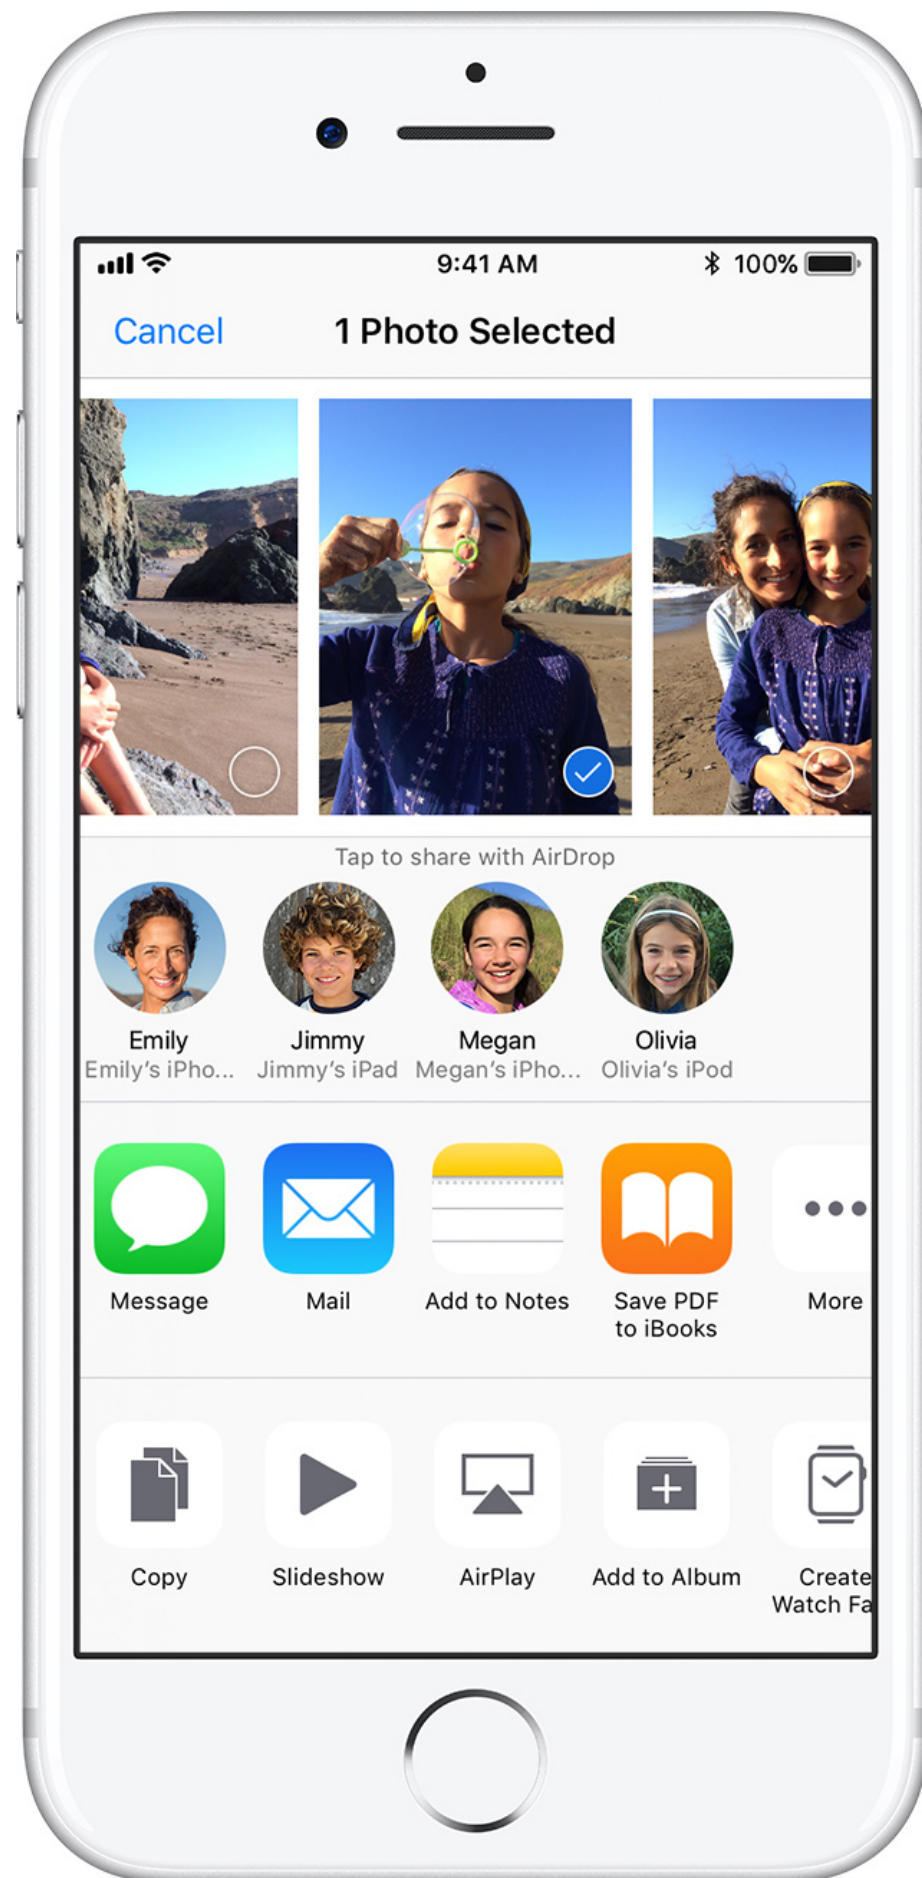 9:41 AM
100%
Cancel
1 Photo Selected
Tap to share with AirDrop
Emily
Jimmy
Megan
Olivia
Emily's iPho...
Jimmy's iPad
Megan's iPho...
Olivia's iPod
Message
Mail
Add to Notes
Save PDF
to iBooks
More
Copy
Slideshow
AirPlay
Add to Album
Create
Watch Fa